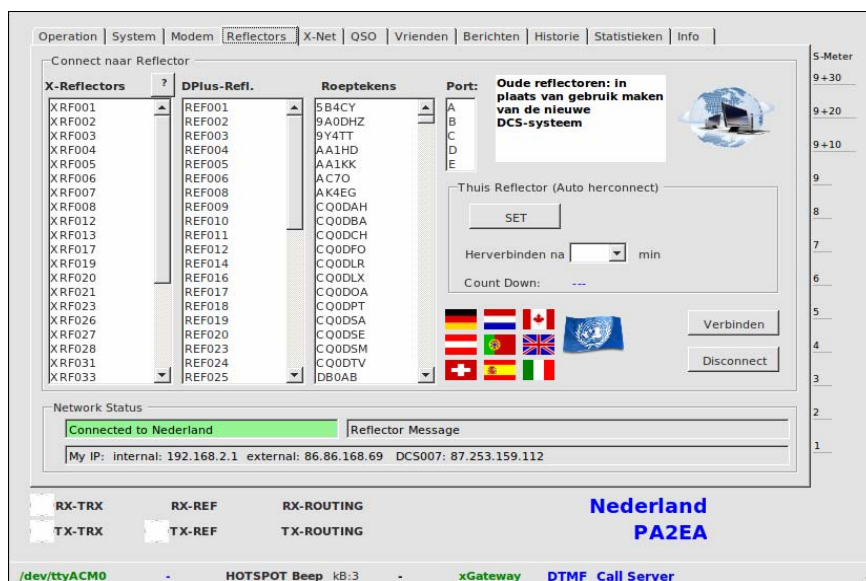 Operation System Modem Reflectors X-Net QSO Vrienden Berichten Historie Statistieken Info
Connect naar Reflector
X-Reflectors ? DPlus-Refl. Roeptekens Port:
XRF001 REF001 5B4CY A
XRF002 REF002 9A0DHZ B
XRF003 REF003 9Y4TT C
XRF004 REF004 AA1HD D
XRF005 REF005 AA1KK E
XRF006 REF006 AC7O
XRF007 REF008 AK4EG
XRF008 REF009 CQ0DAH
XRF012 REF010 CQ0DBA
XRF013 REF011 CQ0DCH
XRF017 REF012 CQ0DFO
XRF019 REF014 CQ0DLR
XRF020 REF016 CQ0DLX
XRF021 REF017 CQ0DOA
XRF023 REF018 CQ0DPT
XRF026 REF019 CQ0DSA
XRF027 REF020 CQ0DSE
XRF028 REF023 CQ0DSM
XRF031 REF024 CQ0DTV
XRF033 REF025 DB0AB
Oude reflectoren: in
plaats van gebruik maken
van de nieuwe
DCS-systeem
Thuis Reflector (Auto herconnect)
SET
Herverbinden na min
Count Down: ---
Verbinden
Disconnect
S-Meter
9+30
9+20
9+10
9
8
7
6
5
4
3
2
1
Network Status
Connected to Nederland Reflector Message
My IP: internal: 192.168.2.1 external: 86.86.168.69 DCS007: 87.253.159.112
RX-TRX RX-REF RX-ROUTING Nederland
TX-TRX TX-REF TX-ROUTING PA2EA
/dev/ttyACM0 - HOTSPOT Beep kB:3 - xGateway DTMF Call Server